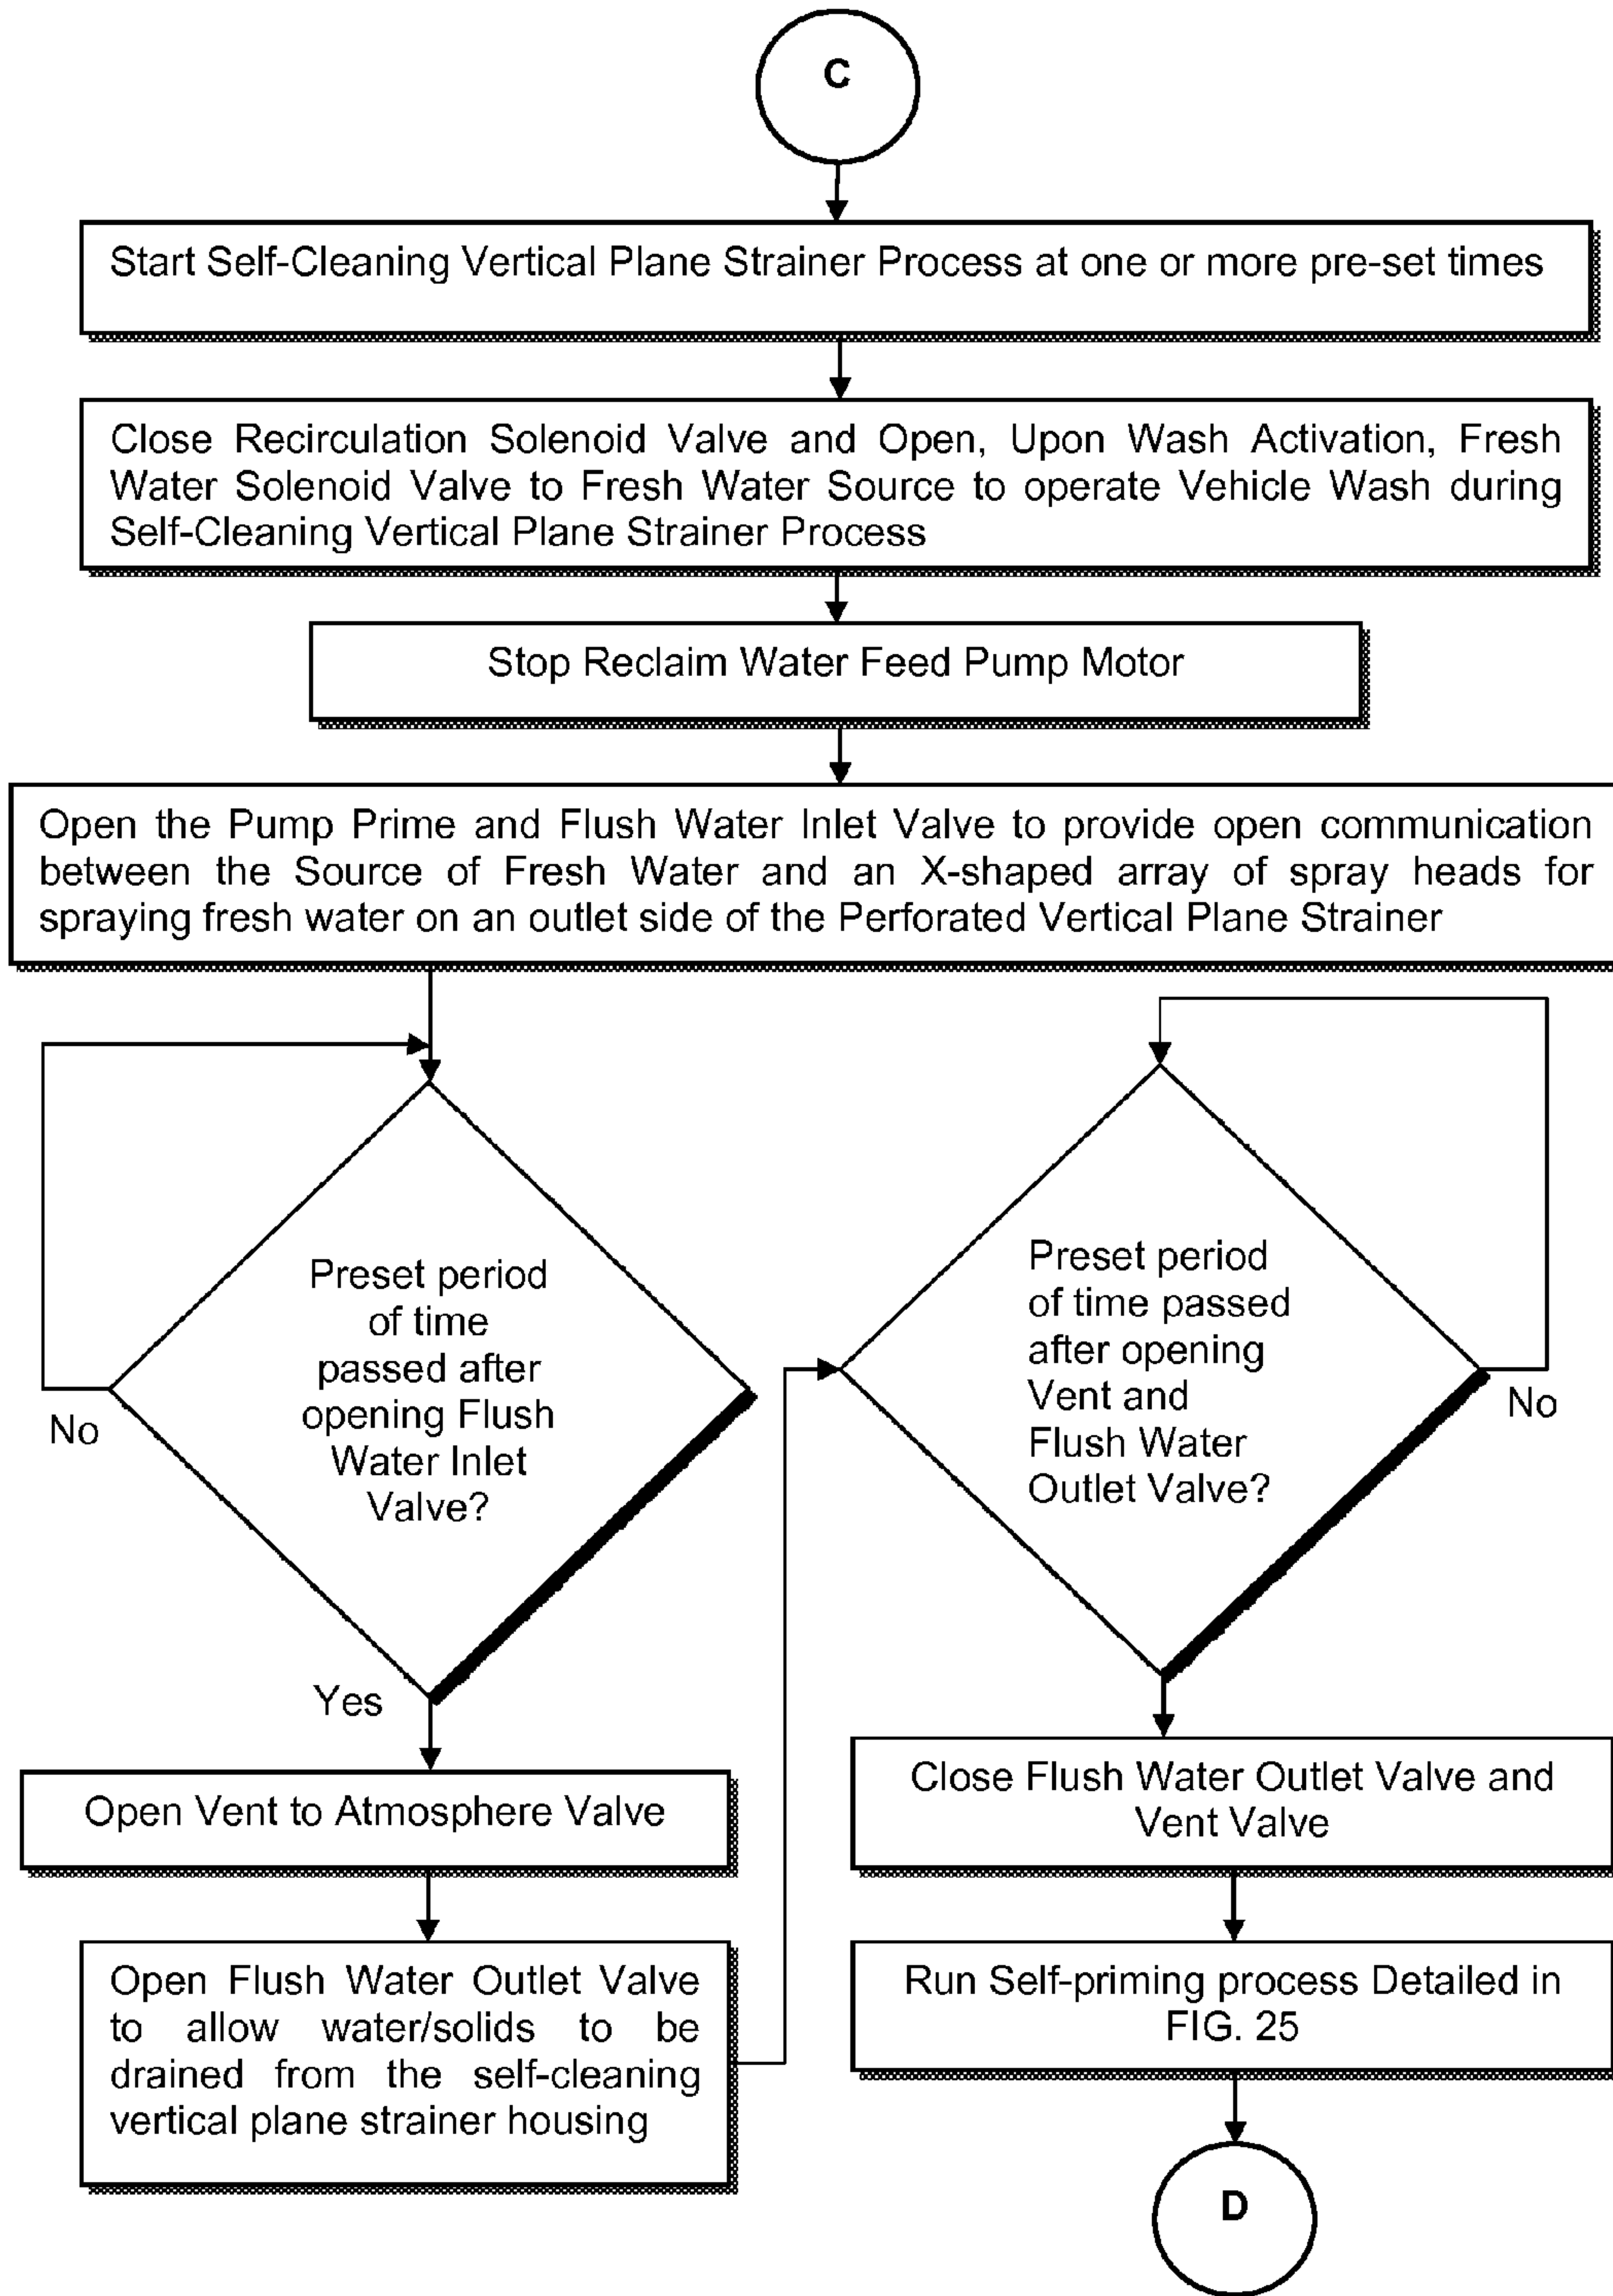 C
Start Self-Cleaning Vertical Plane Strainer Process at one or more pre-set times
Close Recirculation Solenoid Valve and Open, Upon Wash Activation, Fresh
Water Solenoid Valve to Fresh Water Source to operate Vehicle Wash during
Self-Cleaning Vertical Plane Strainer Process
Stop Reclaim Water Feed Pump Motor
Open the Pump Prime and Flush Water Inlet Valve to provide open communication
between the Source of Fresh Water and an X-shaped array of spray heads for
spraying fresh water on an outlet side of the Perforated Vertical Plane Strainer
Preset period
of time
passed after
opening Flush
Water Inlet
Valve?
No
Yes
Open Vent to Atmosphere Valve
Open Flush Water Outlet Valve
to allow water/solids to be
drained from the self-cleaning
vertical plane strainer housing
Preset period
of time passed
after opening
Vent and
Flush Water
Outlet Valve?
No
Close Flush Water Outlet Valve and
Vent Valve
Run Self-priming process Detailed in
FIG. 25
D